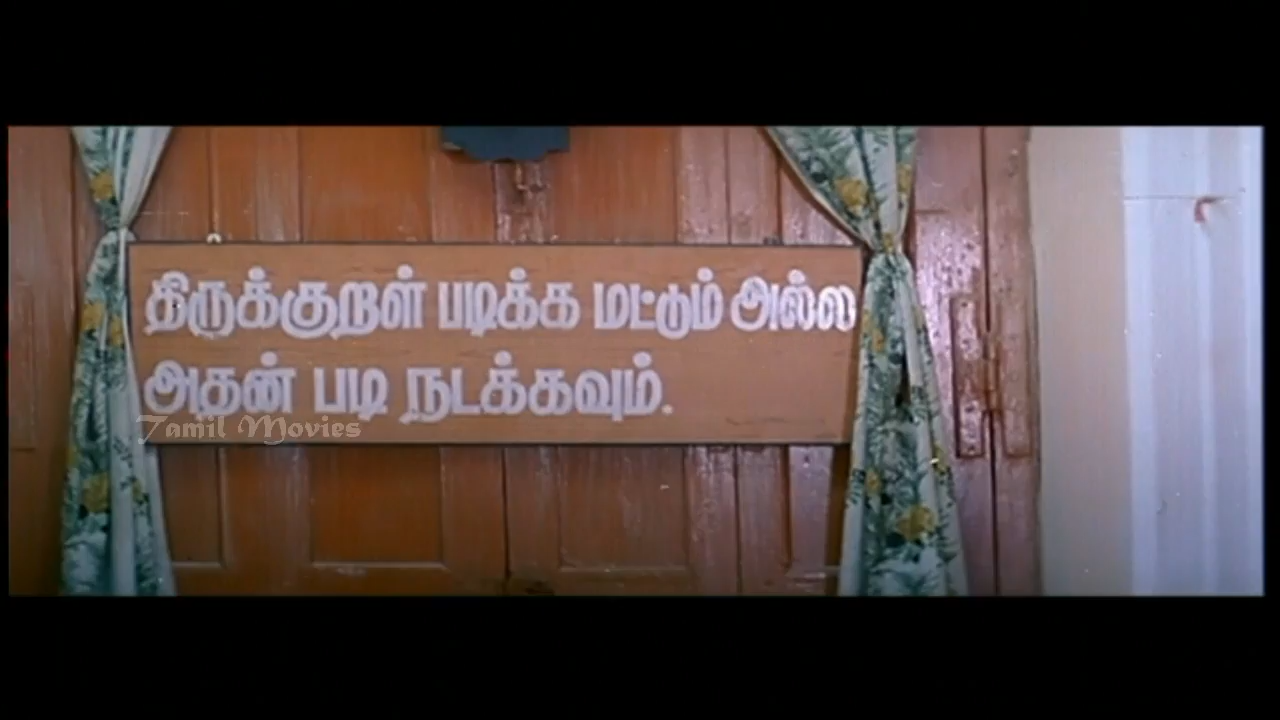 திருக்குறள் படிக்க மட்டும் அல்ல
அதன் படி நடக்கவும்.
Tamil Movies